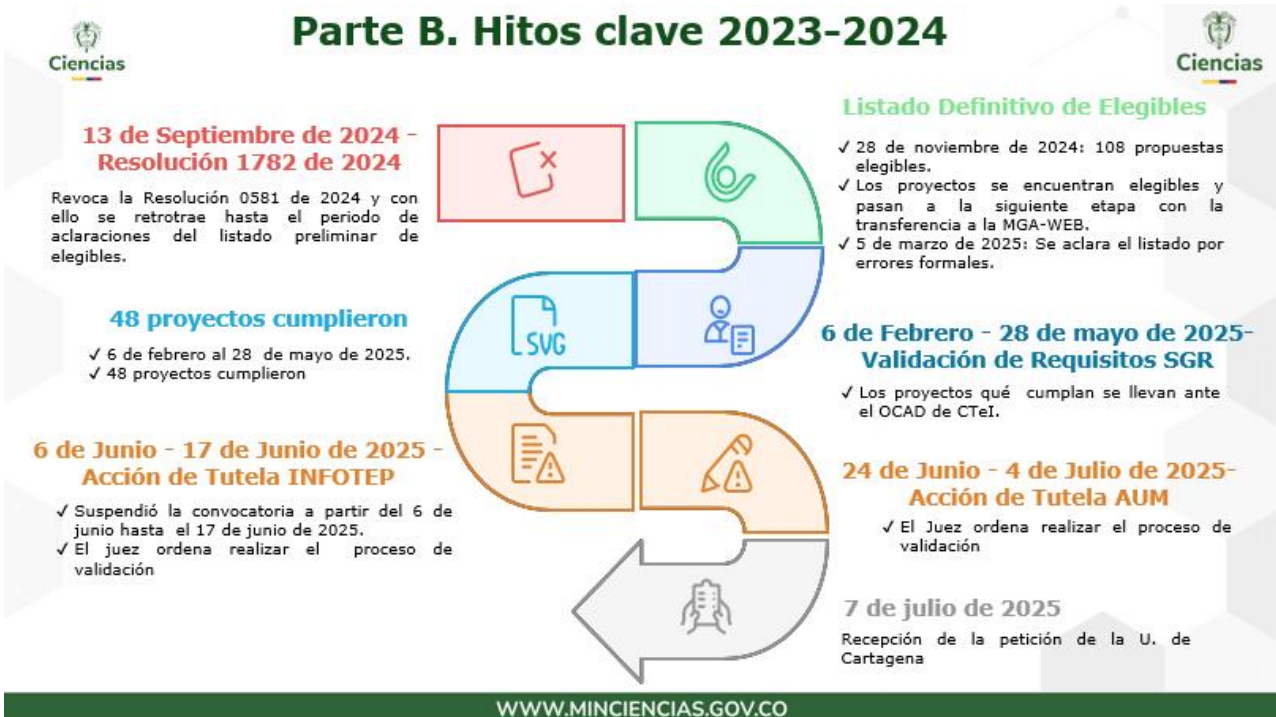 Parte B. Hitos clave 2023-2024
Ciencias
Ciencias
13 de Septiembre de 2024 -
Resolución 1782 de 2024
Revoca la Resolución 0581 de 2024 y con
ello se retrotrae hasta el periodo de
aclaraciones del listado preliminar de
elegibles.
Listado Definitivo de Elegibles
✓ 28 de noviembre de 2024: 108 propuestas
elegibles.
✓ Los proyectos se encuentran elegibles y
pasan a la siguiente etapa con la
transferencia a la MGA-WEB.
✓ 5 de marzo de 2025: Se aclara el listado por
errores formales.
6 de Febrero - 28 de mayo de 2025-
Validación de Requisitos SGR
✓ Los proyectos qué cumplan se llevan ante
el OCAD de CTeI.
SVG
48 proyectos cumplieron
✓ 6 de febrero al 28 de mayo de 2025.
✓ 48 proyectos cumplieron
6 de Junio - 17 de Junio de 2025 -
Acción de Tutela INFOTEP
✓ Suspendió la convocatoria a partir del 6 de
junio hasta el 17 de junio de 2025.
✓ El juez ordena realizar el proceso de
validación
24 de Junio - 4 de Julio de 2025-
Acción de Tutela AUM
✓ El Juez ordena realizar el proceso de
validación
7 de julio de 2025
Recepción de la petición de la U. de
Cartagena
WWW.MINCIENCIAS.GOV.CO